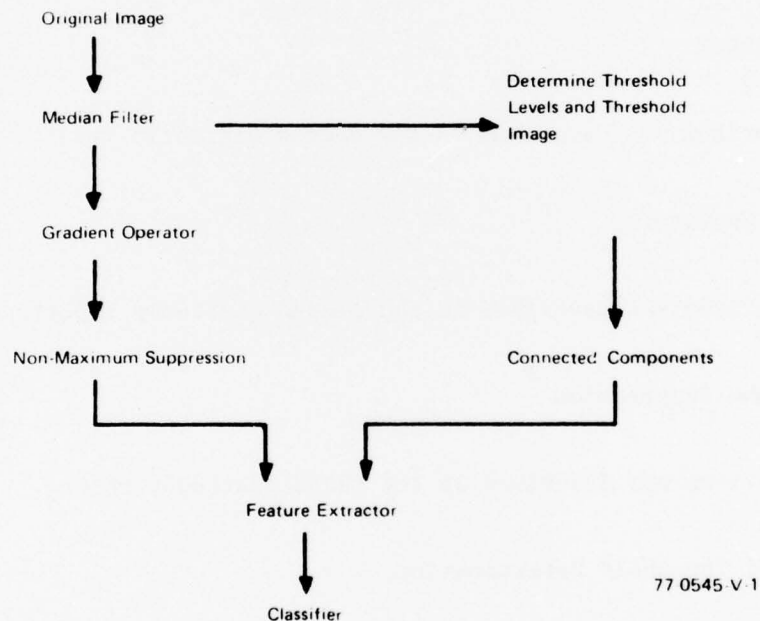 Original Image
Median Filter
Determine Threshold
Levels and Threshold
Image
Gradient Operator
Non-Maximum Suppression
Connected Components
Feature Extractor
77 0545-V-1
Classifier